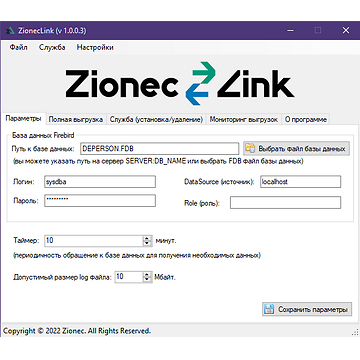 ZionecLink (v 1.0.0.3)
Файл Служба Настройки
Zionec Link
Параметры Полная выгрузка Служба (установка/удаление) Мониторинг выгрузок О программе
База данных Firebird
Путь к базе данных: DEPERSON.FDB Выбрать файл базы данных
(вы можете указать путь на сервер SERVER:DB_NAME или выбрать FDB файл базы данных)
Логин: sysdba DataSource (источник): localhost
Пароль: ********* Role (роль):
Таймер: 10 минут.
(периодичность обращения к базе данных для получения необходимых данных)
Допустимый размер log файла: 10 Мбайт.
Сохранить параметры
Copyright © 2022 Zionec. All Rights Reserved.